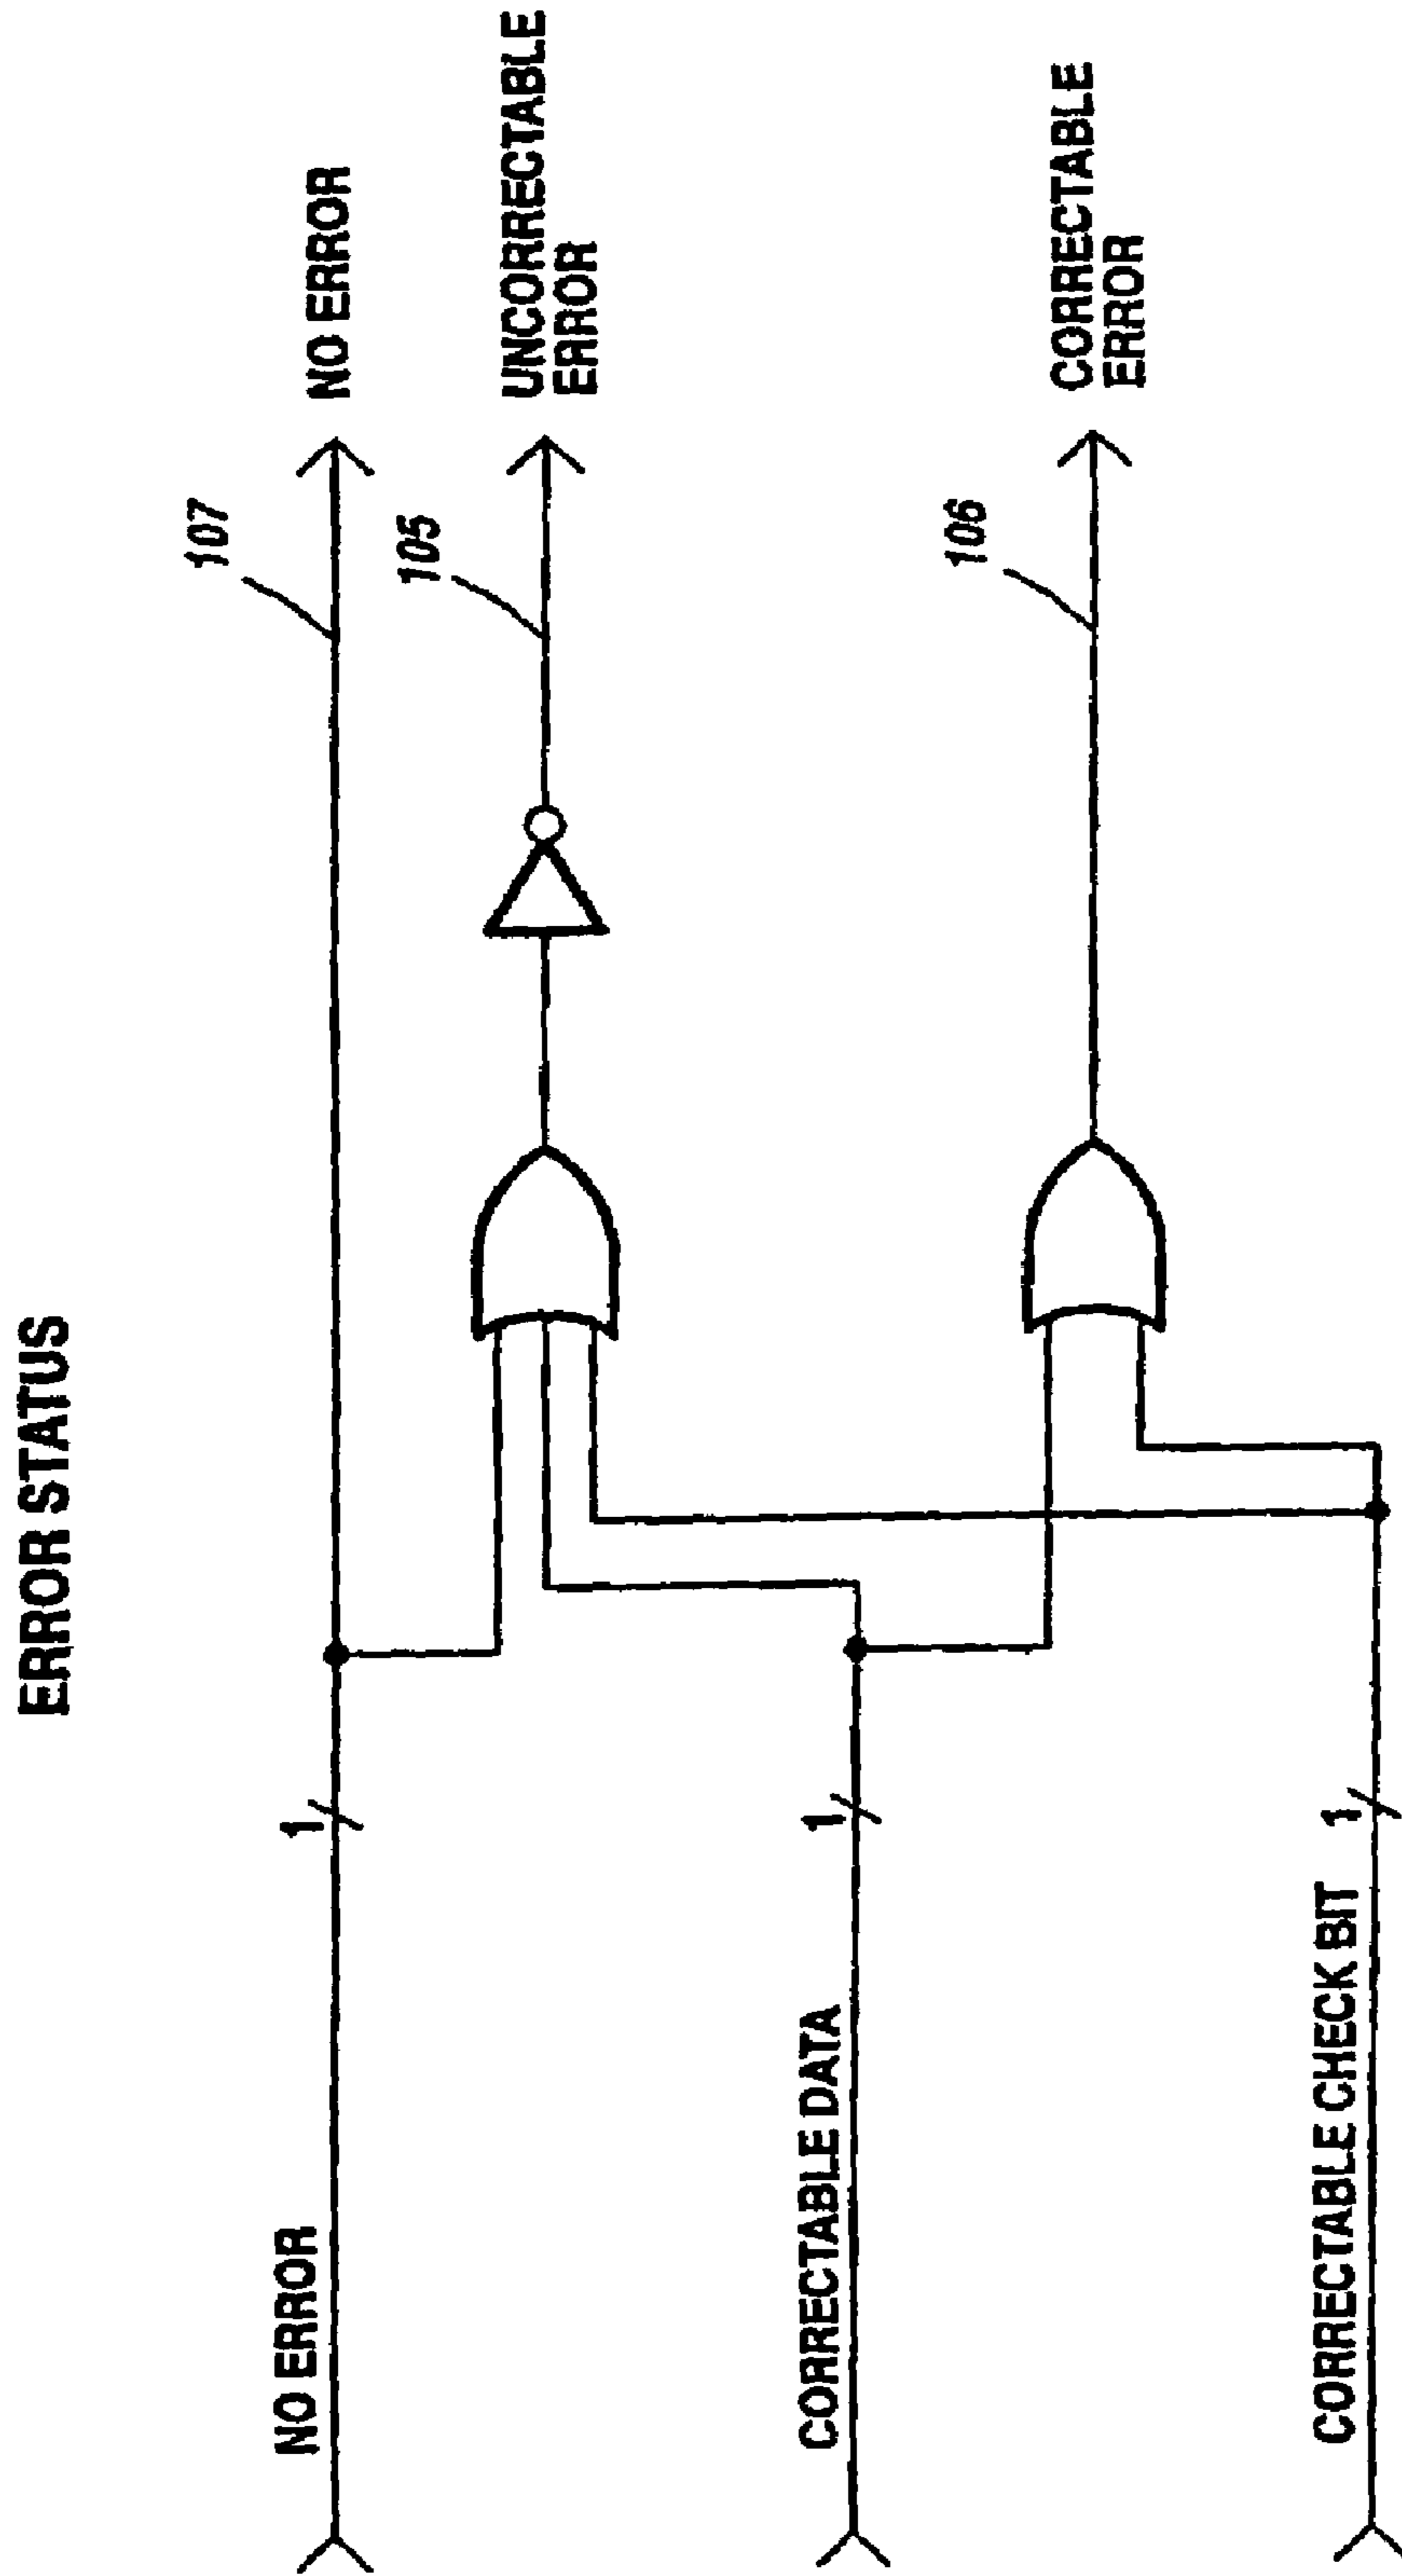 ERROR STATUS
NO ERROR
1
107
NO ERROR
105
UNCORRECTABLE
ERROR
CORRECTABLE DATA
1
106
CORRECTABLE
ERROR
CORRECTABLE CHECK BIT
1